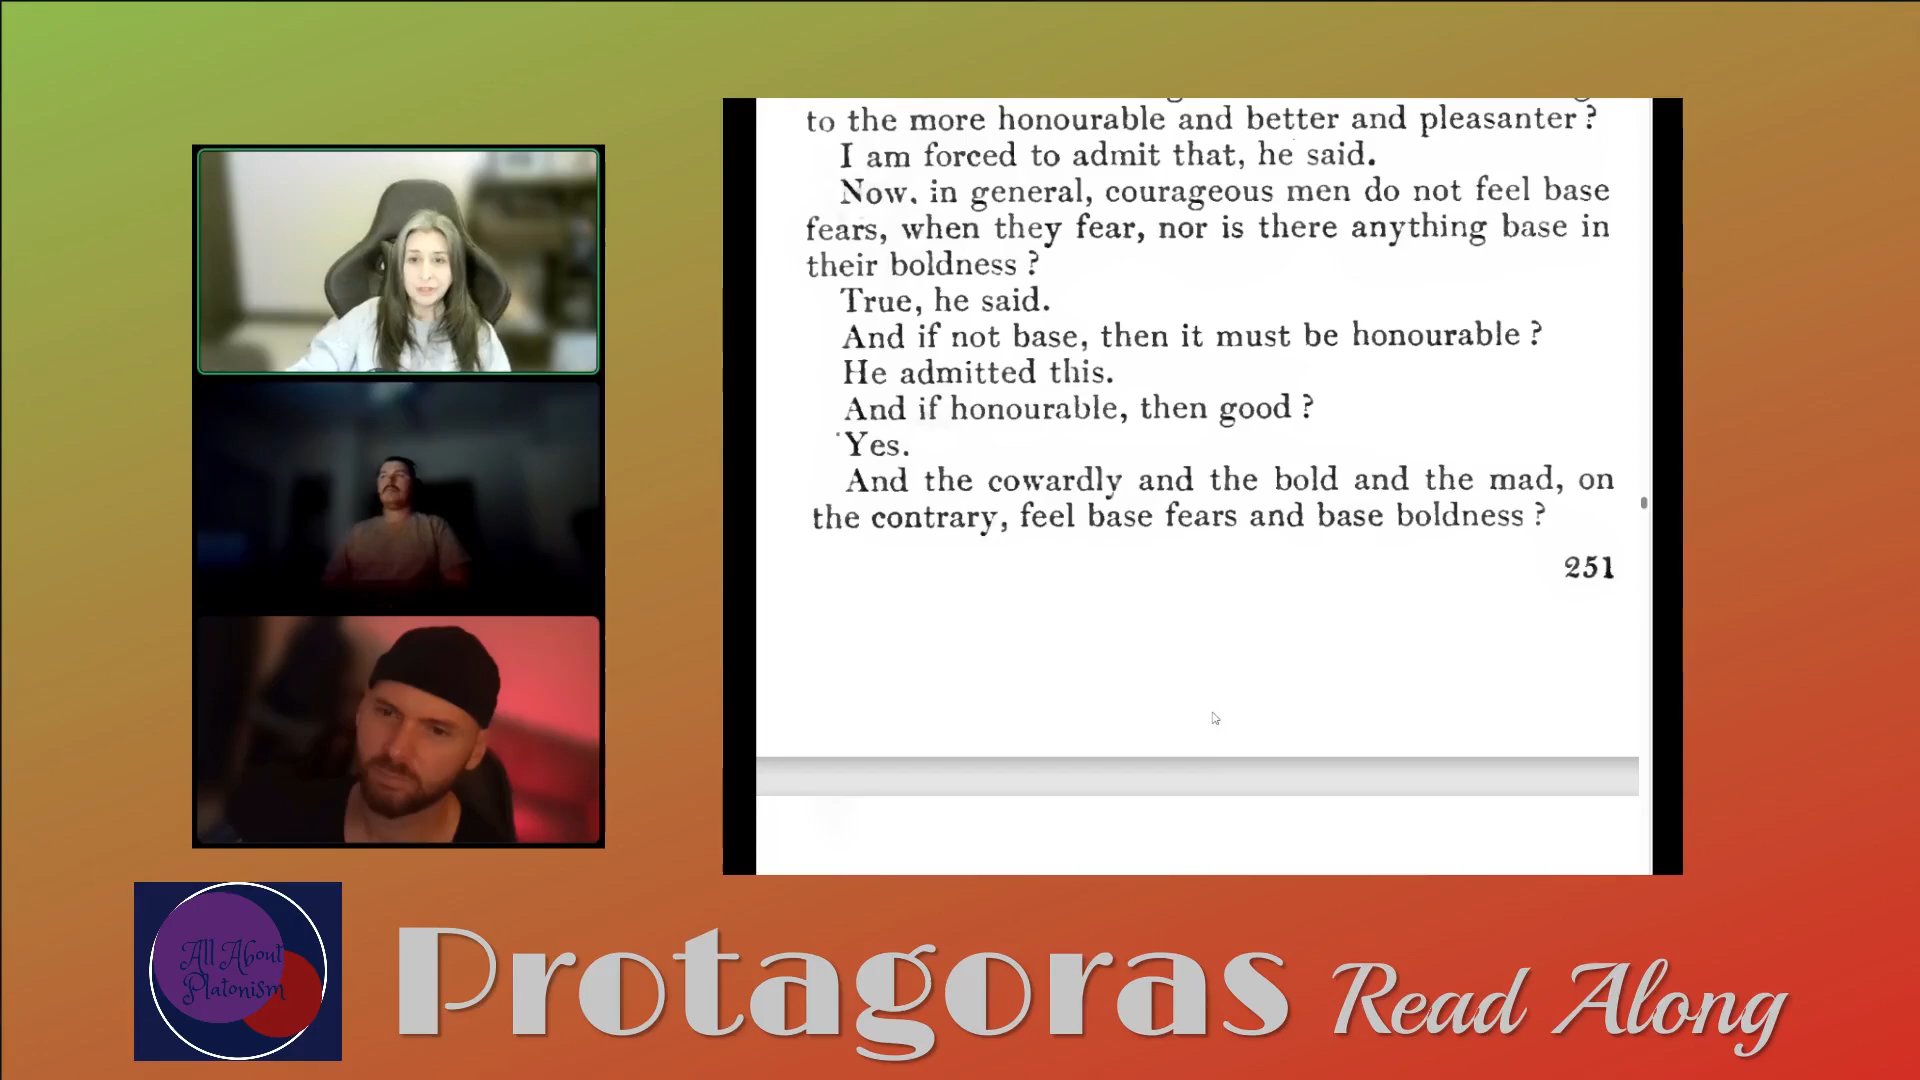 to the more honourable and better and pleasanter ?
I am forced to admit that, he said.
Now. in general, courageous men do not feel base
fears, when they fear, nor is there anything base in
their boldness ?
True, he said.
And if not base, then it must be honourable ?
He admitted this.
And if honourable, then good ?
Yes.
And the cowardly and the bold and the mad, on
the contrary, feel base fears and base boldness ?
251
All About
Platonism
Protagoras Read Along